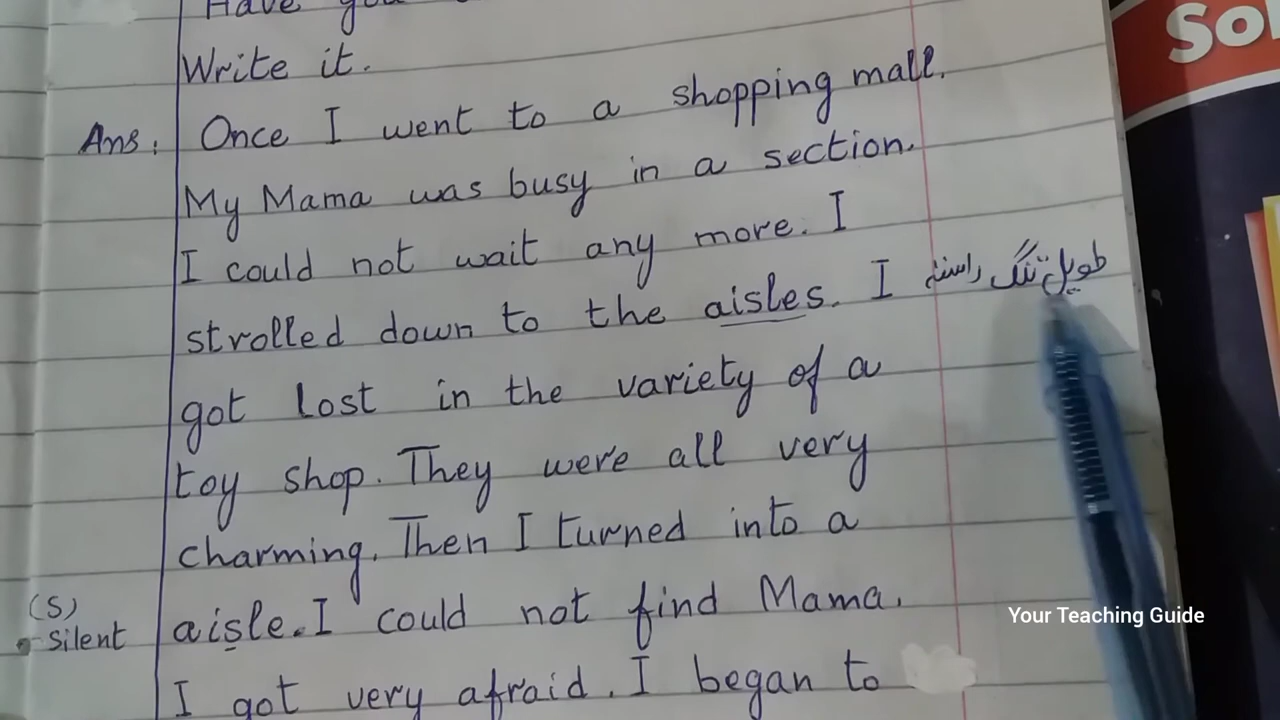 Have you
Write it.
Ans. Once I went to a shopping mall.
My Mama was busy in a section.
I could not wait any more. I
strolled down to the aisles. I طویل تنگ راستہ
got lost in the variety of a
toy shop. They were all very
charming. Then I turned into a
(S)
Silent aisle. I could not find Mama.
I got very afraid. I began to
Your Teaching Guide